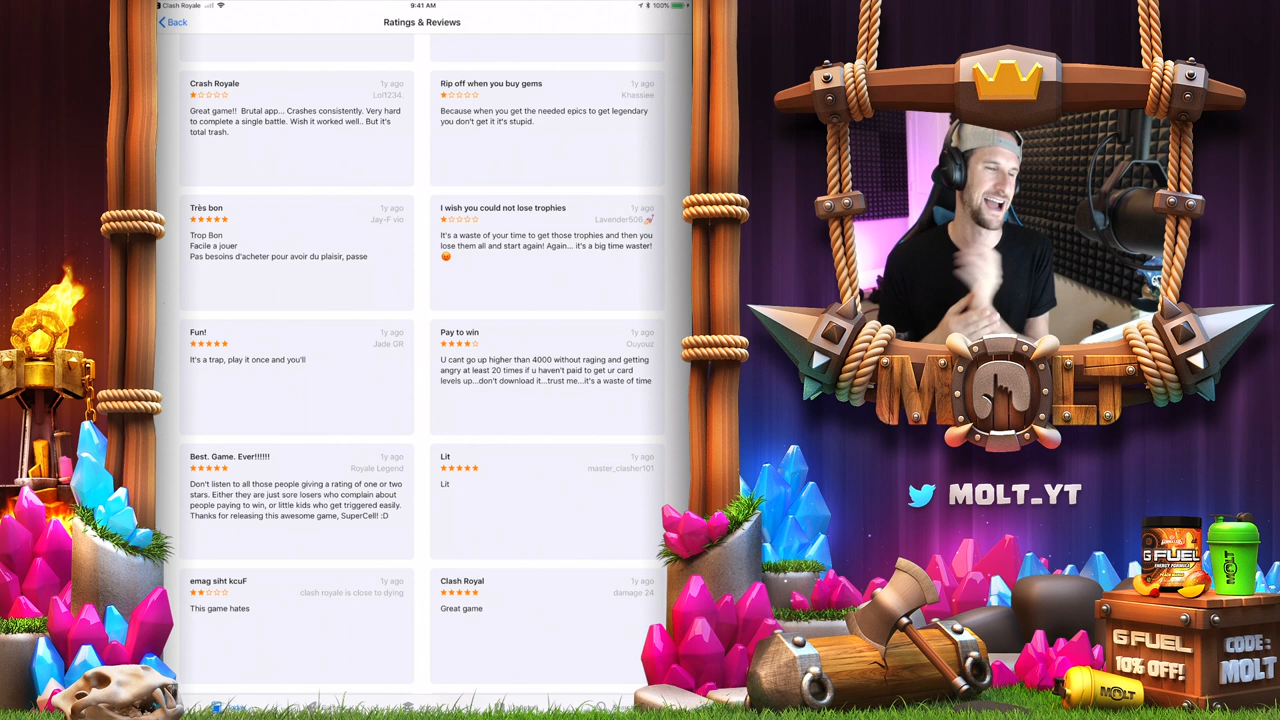 Clash Royale
9:41 AM
100%
Back
Ratings & Reviews
Crash Royale
1y ago
Lol1234.
Great game!! Brutal app... Crashes consistently. Very hard
to complete a single battle. Wish it worked well.. But it's
total trash.
Rip off when you buy gems
1y ago
Khassiee
Because when you get the needed epics to get legendary
you don't get it it's stupid.
Très bon
1y ago
Jay-F vio
Trop Bon
Facile a jouer
Pas besoins d'acheter pour avoir du plaisir, passe
I wish you could not lose trophies
1y ago
Lavender506💅
It's a waste of your time to get those trophies and then you
lose them all and start again! Again... it's a big time waster!
😡
Fun!
1y ago
Jade GR
It's a trap, play it once and you'll
Pay to win
1y ago
Ouyouz
U cant go up higher than 4000 without raging and getting
angry at least 20 times if u haven't paid to get ur card
levels up...don't download it...trust me...it's a waste of time
Best. Game. Ever!!!!!!
1y ago
Royale Legend
Don't listen to all those people giving a rating of one or two
stars. Either they are just sore losers who complain about
people paying to win, or little kids who get triggered easily.
Thanks for releasing this awesome game, SuperCell! :D
Lit
1y ago
master_clasher101
Lit
emag siht kcuF
1y ago
clash royale is close to dying
This game hates
Clash Royal
1y ago
damage 24
Great game
MOLT
MOLT_YT
G FUEL
ENERGY FORMULA
MOLT
G FUEL
10% OFF!
CODE:
MOLT
MOLT